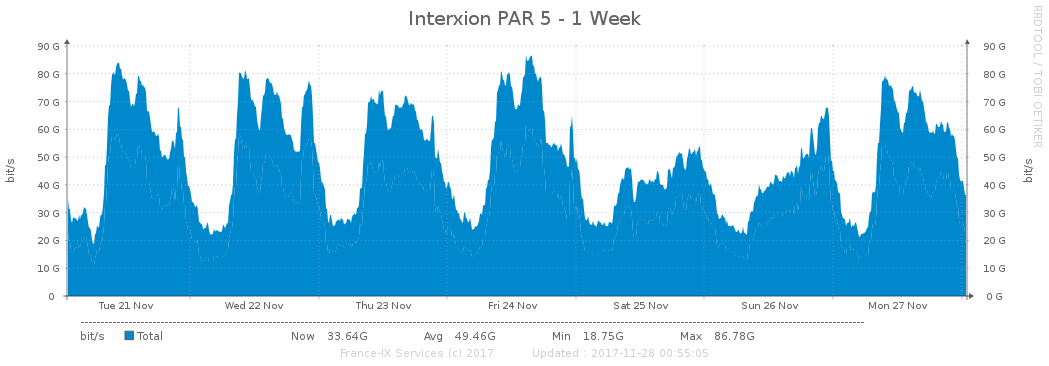 Interxion PAR 5 - 1 Week
RRDTOOL / TOBI OETIKER
bit/s
90 G 90 G
80 G 80 G
70 G 70 G
60 G 60 G
50 G 50 G
40 G 40 G
30 G 30 G
20 G 20 G
10 G 10 G
0 0 G
bit/s
Tue 21 Nov Wed 22 Nov Thu 23 Nov Fri 24 Nov Sat 25 Nov Sun 26 Nov Mon 27 Nov
bit/s Total Now 33.64G Avg 49.46G Min 18.75G Max 86.78G
France-IX Services (c) 2017 Updated : 2017-11-28 00:55:05